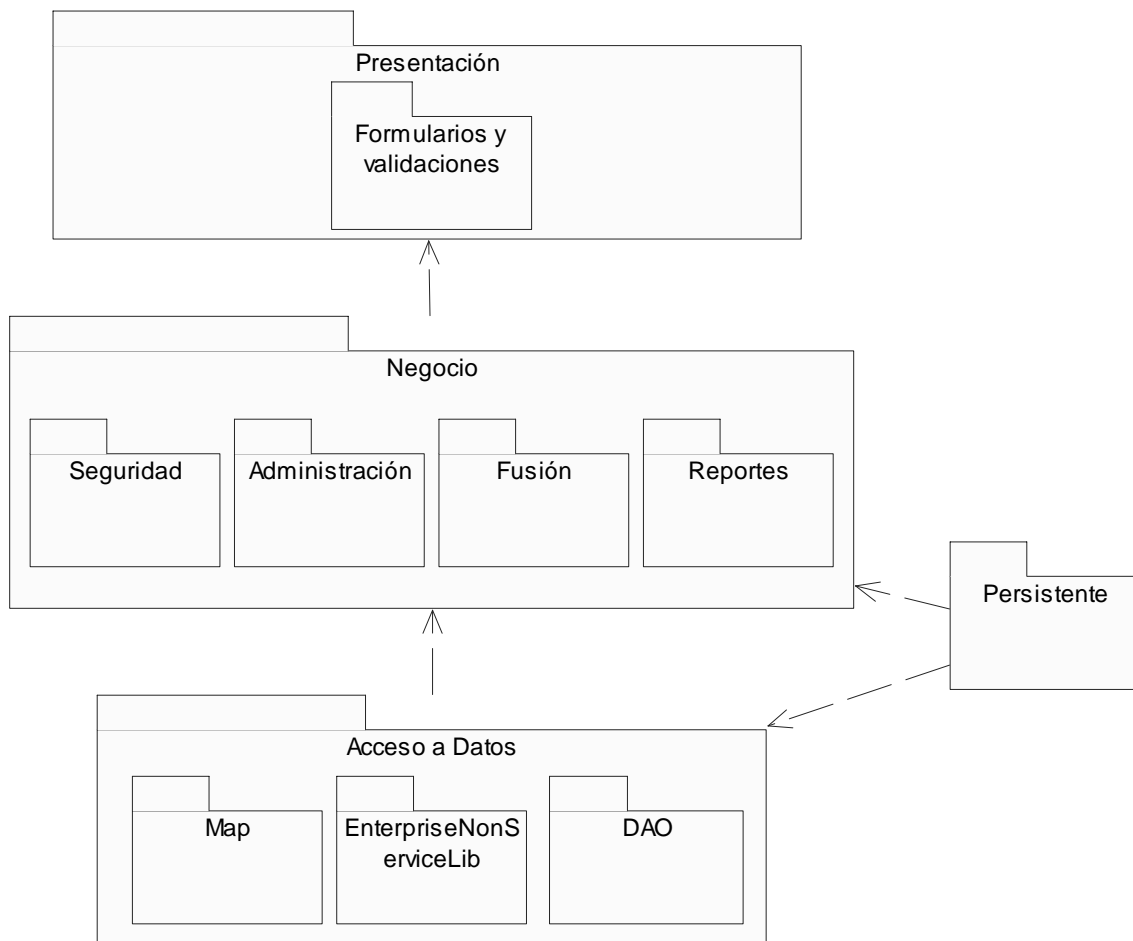 Presentación
Formularios y
validaciones
Negocio
Seguridad
Administración
Fusión
Reportes
Persistente
Acceso a Datos
Map
EnterpriseNonS
erviceLib
DAO